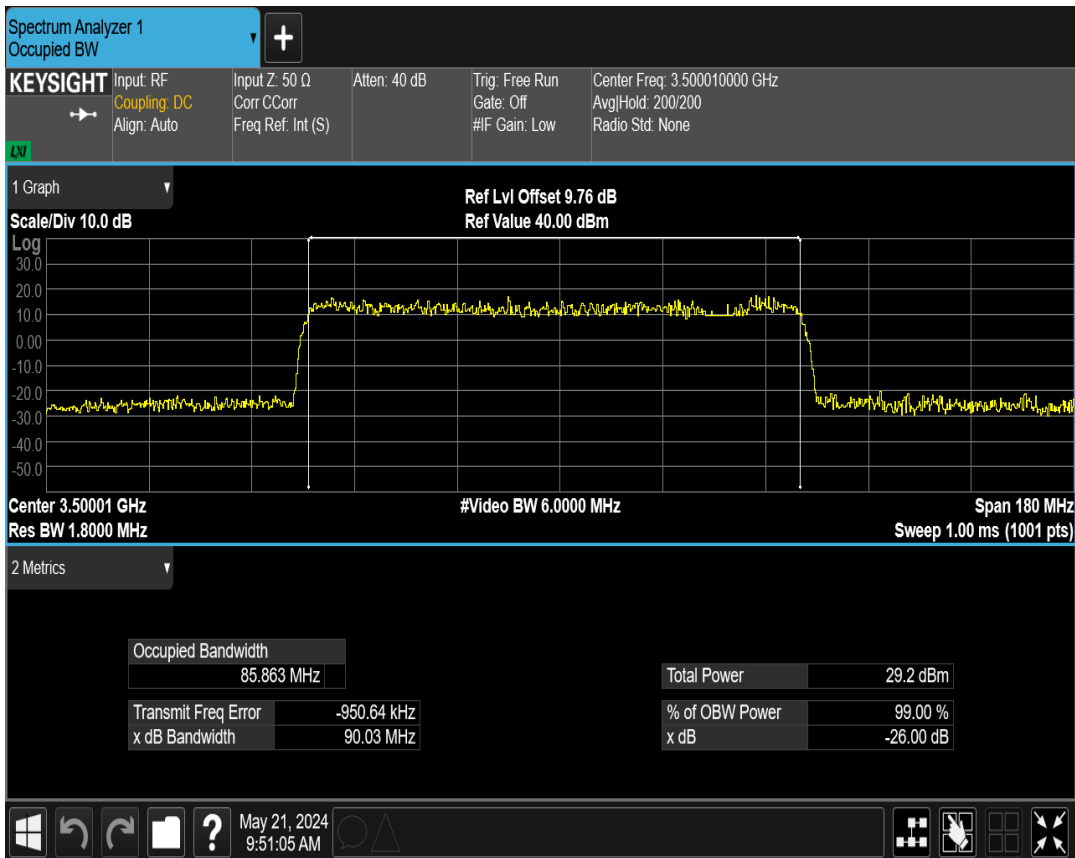 Spectrum Analyzer 1
Occupied BW
+
KEYSIGHT
LXI
Input: RF
Coupling: DC
Align: Auto
Input Z: 50 Ω
Corr CCorr
Freq Ref: Int (S)
Atten: 40 dB
Trig: Free Run
Gate: Off
#IF Gain: Low
Center Freq: 3.500010000 GHz
Avg|Hold: 200/200
Radio Std: None
1 Graph
Scale/Div 10.0 dB
Ref Lvl Offset 9.76 dB
Ref Value 40.00 dBm
Log
30.0
20.0
10.0
0.00
-10.0
-20.0
-30.0
-40.0
-50.0
Center 3.50001 GHz
#Video BW 6.0000 MHz
Span 180 MHz
Res BW 1.8000 MHz
Sweep 1.00 ms (1001 pts)
2 Metrics
Occupied Bandwidth
85.863 MHz
Total Power 29.2 dBm
Transmit Freq Error -950.64 kHz
% of OBW Power 99.00 %
x dB Bandwidth 90.03 MHz
x dB -26.00 dB
?
May 21, 2024
9:51:05 AM